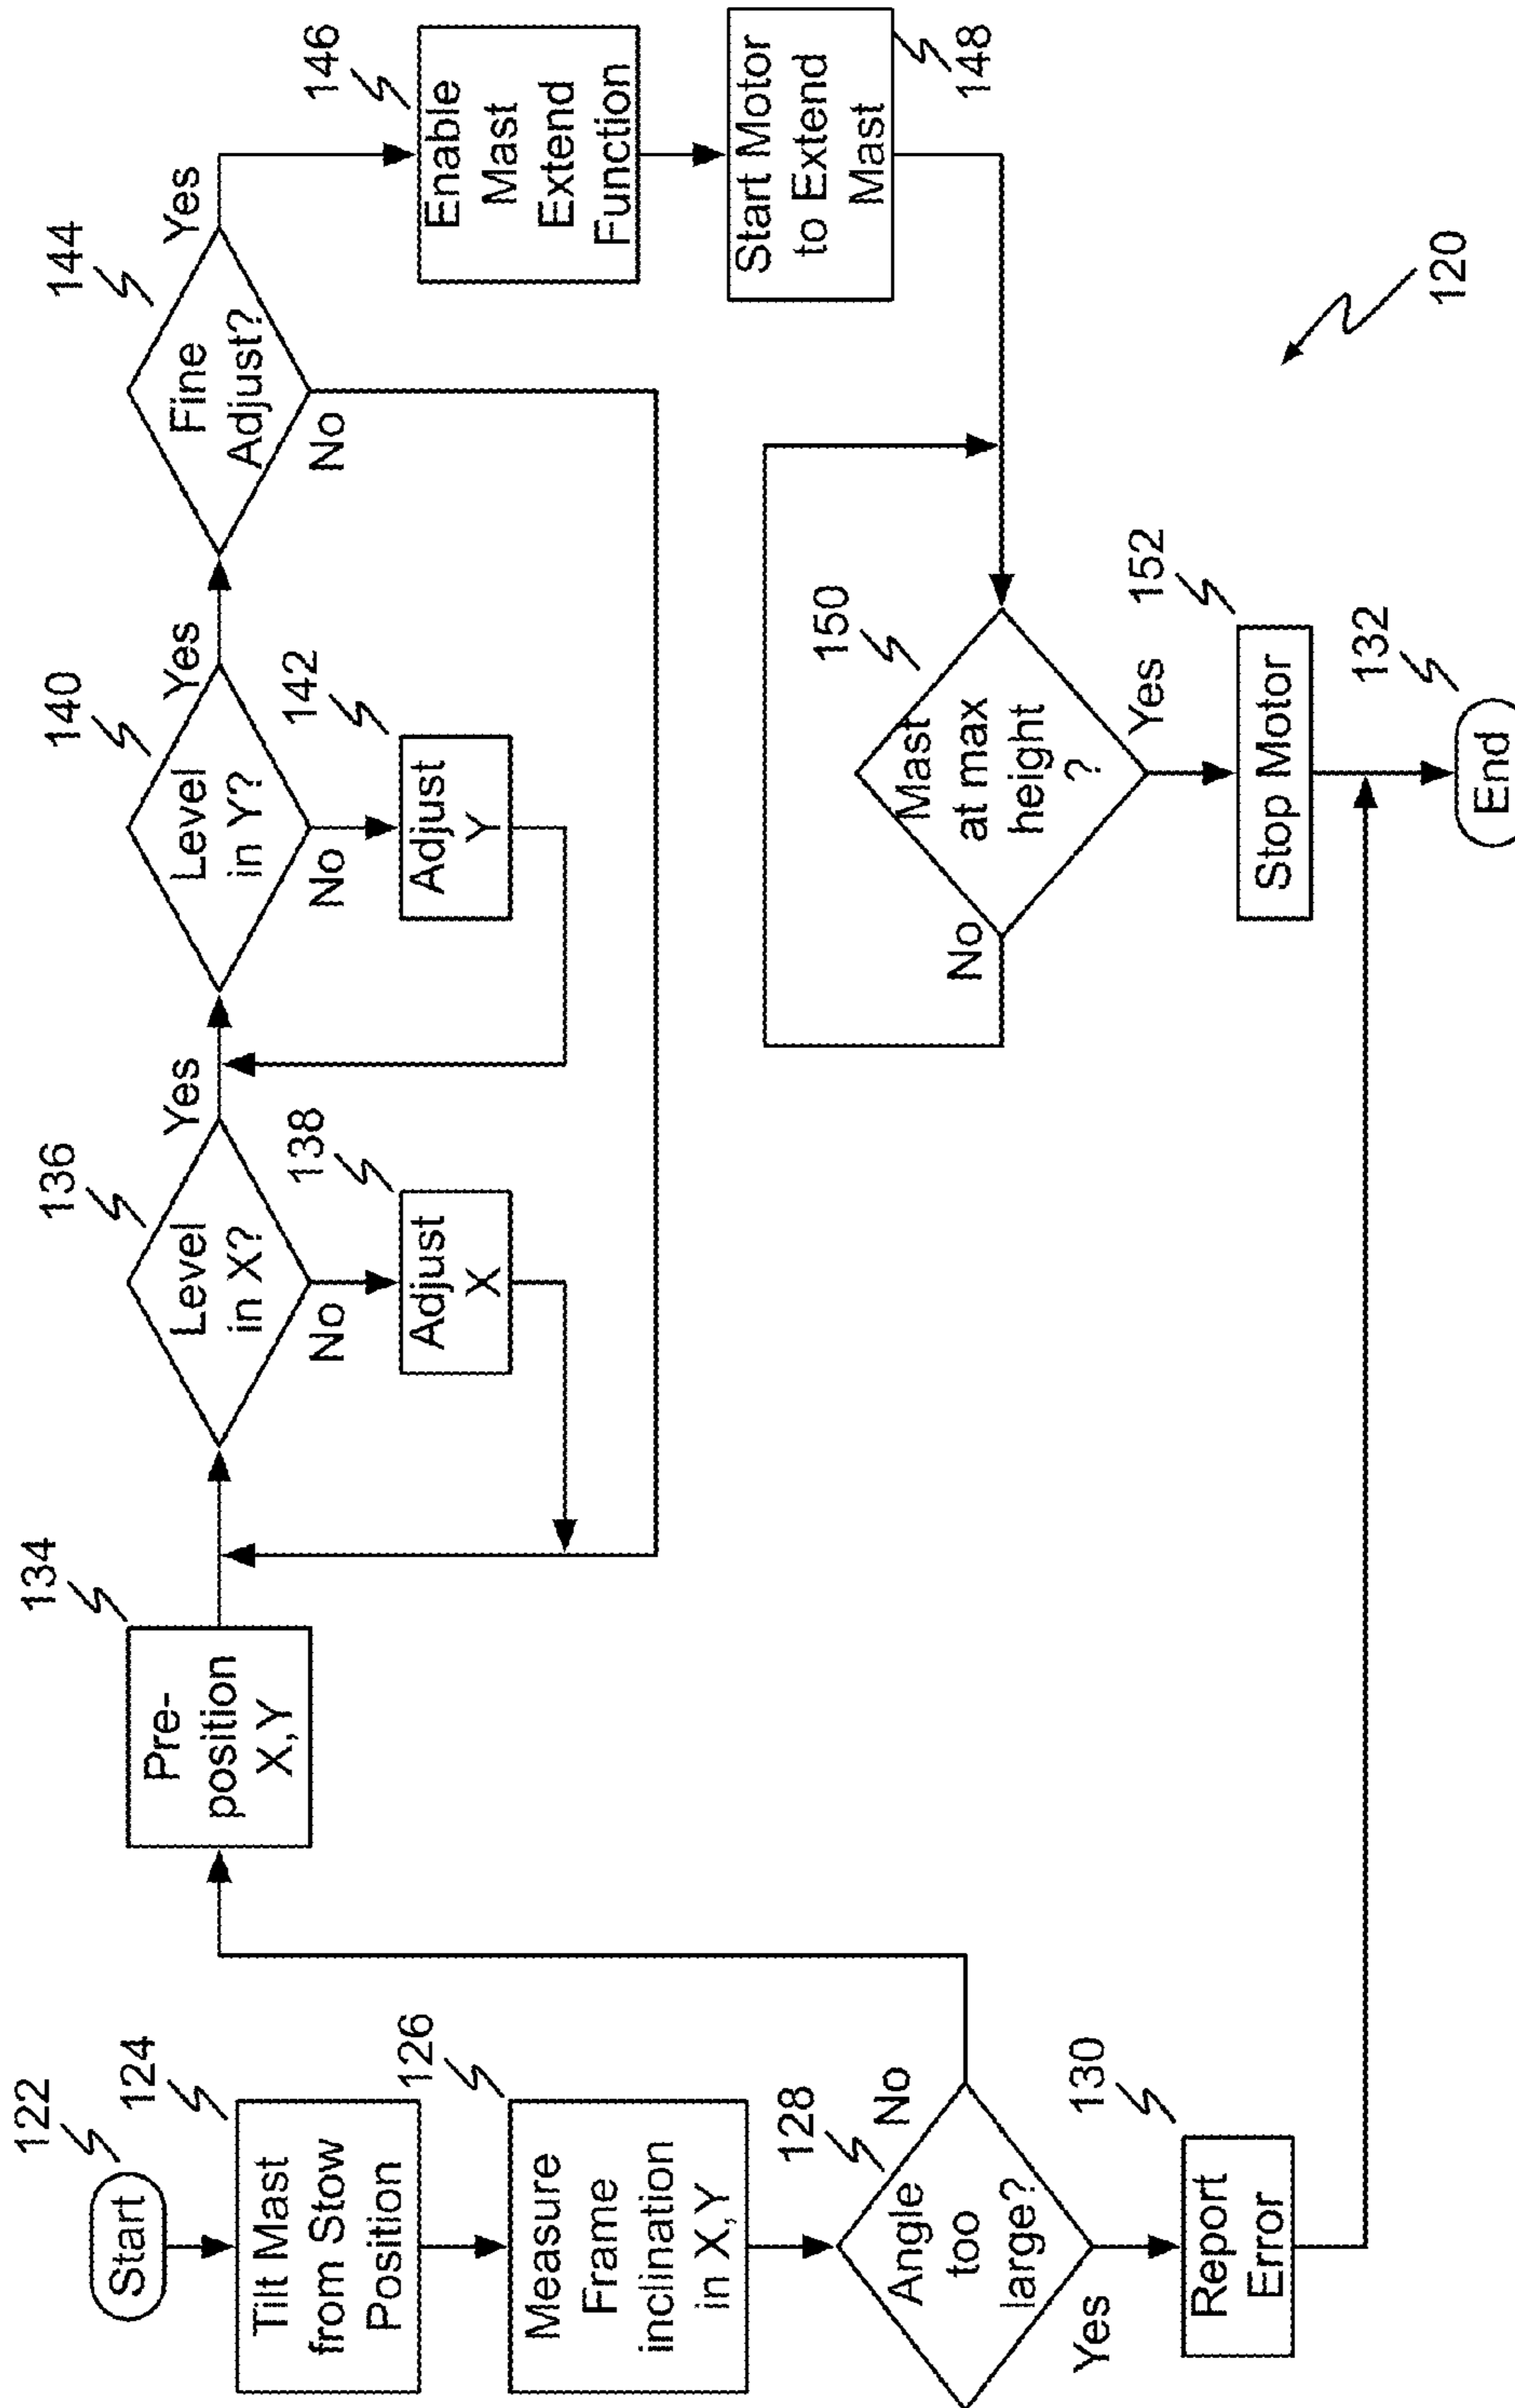 122
Start
124
Tilt Mast
from Stow
Position
126
Measure
Frame
inclination
in X,Y
128
Angle
too
large?
No
Yes
130
Report
Error
134
Pre-
position
X,Y
136
Level
in X?
Yes
No
138
Adjust
X
140
Level
in Y?
Yes
No
142
Adjust
Y
144
Fine
Adjust?
Yes
No
146
Enable
Mast
Extend
Function
Start Motor
to Extend
Mast
148
150
Mast
at max
height
?
No
Yes
152
Stop Motor
132
End
120